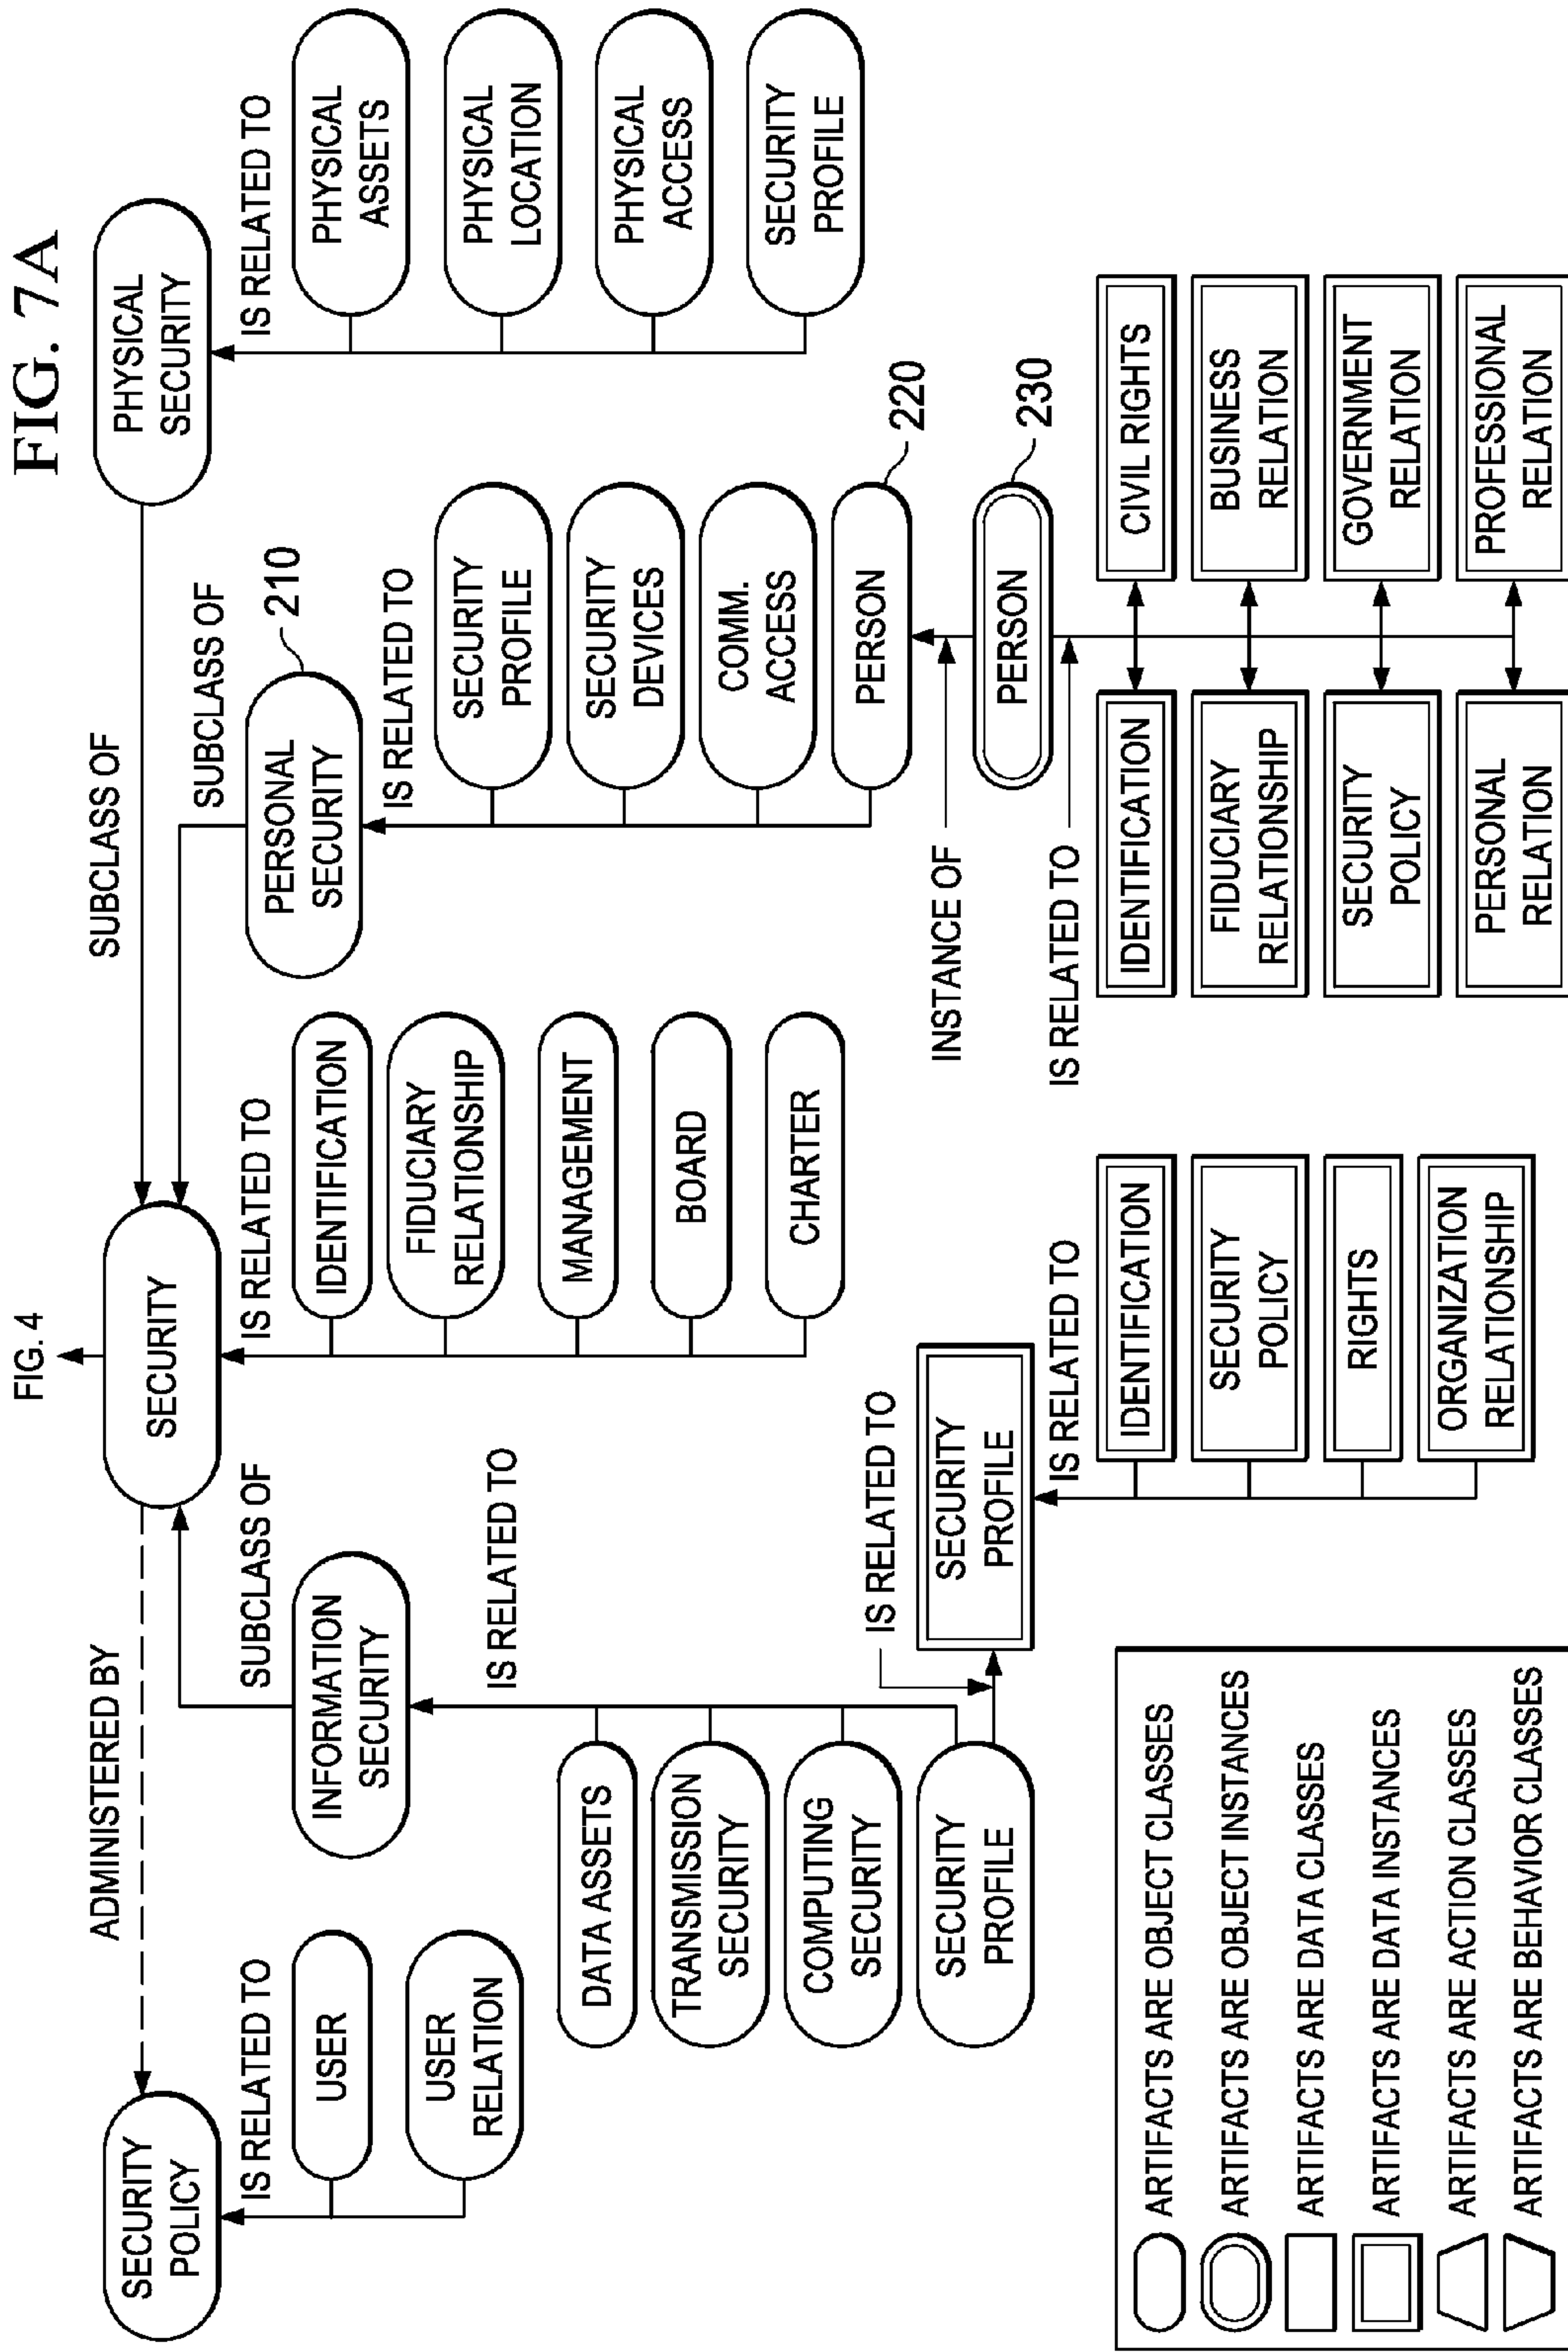 FIG. 7A
FIG. 4
SECURITY
POLICY
ADMINISTERED BY
SECURITY
SUBCLASS OF
PHYSICAL
SECURITY
IS RELATED TO
USER
USER
RELATION
SUBCLASS OF
INFORMATION
SECURITY
IS RELATED TO
DATA ASSETS
TRANSMISSION
SECURITY
COMPUTING
SECURITY
SECURITY
PROFILE
IS RELATED TO
SECURITY
PROFILE
IS RELATED TO
IDENTIFICATION
SECURITY
POLICY
RIGHTS
ORGANIZATION
RELATIONSHIP
IS RELATED TO
IDENTIFICATION
FIDUCIARY
RELATIONSHIP
MANAGEMENT
BOARD
CHARTER
SUBCLASS OF
PERSONAL
SECURITY
210
IS RELATED TO
SECURITY
PROFILE
SECURITY
DEVICES
COMM.
ACCESS
PERSON
220
INSTANCE OF
PERSON
230
IS RELATED TO
IDENTIFICATION
CIVIL RIGHTS
FIDUCIARY
RELATIONSHIP
BUSINESS
RELATION
SECURITY
POLICY
GOVERNMENT
RELATION
PERSONAL
RELATION
PROFESSIONAL
RELATION
IS RELATED TO
PHYSICAL
ASSETS
PHYSICAL
LOCATION
PHYSICAL
ACCESS
SECURITY
PROFILE
ARTIFACTS ARE OBJECT CLASSES
ARTIFACTS ARE OBJECT INSTANCES
ARTIFACTS ARE DATA CLASSES
ARTIFACTS ARE DATA INSTANCES
ARTIFACTS ARE ACTION CLASSES
ARTIFACTS ARE BEHAVIOR CLASSES